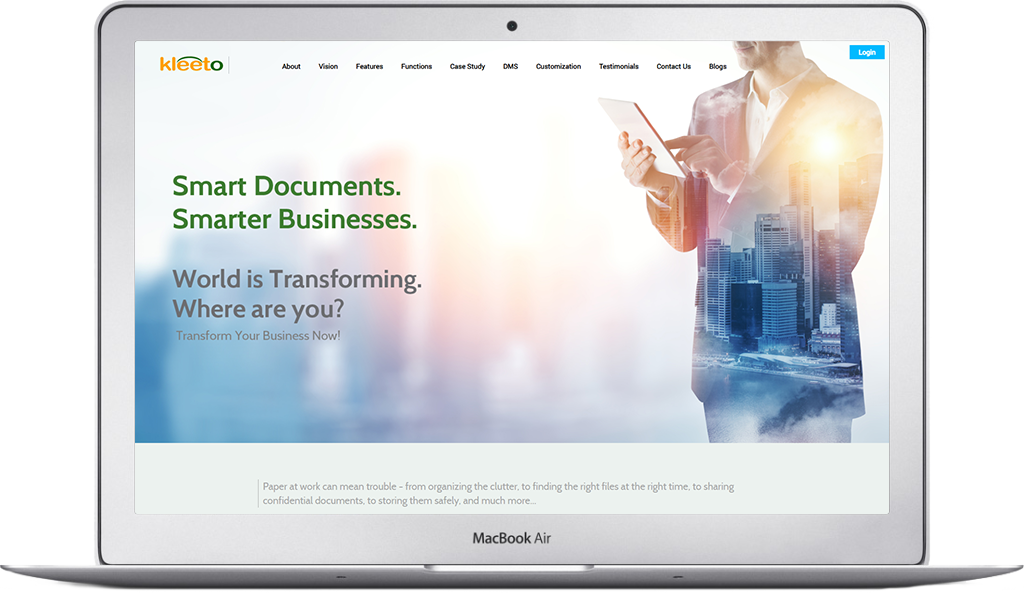 kleeto
About Vision Features Functions Case Study DMS Customization Testimonials Contact Us Blogs
Login
Smart Documents.
Smarter Businesses.
World is Transforming.
Where are you?
Transform Your Business Now!
Paper at work can mean trouble - from organizing the clutter, to finding the right files at the right time, to sharing
confidential documents, to storing them safely, and much more...
MacBook Air